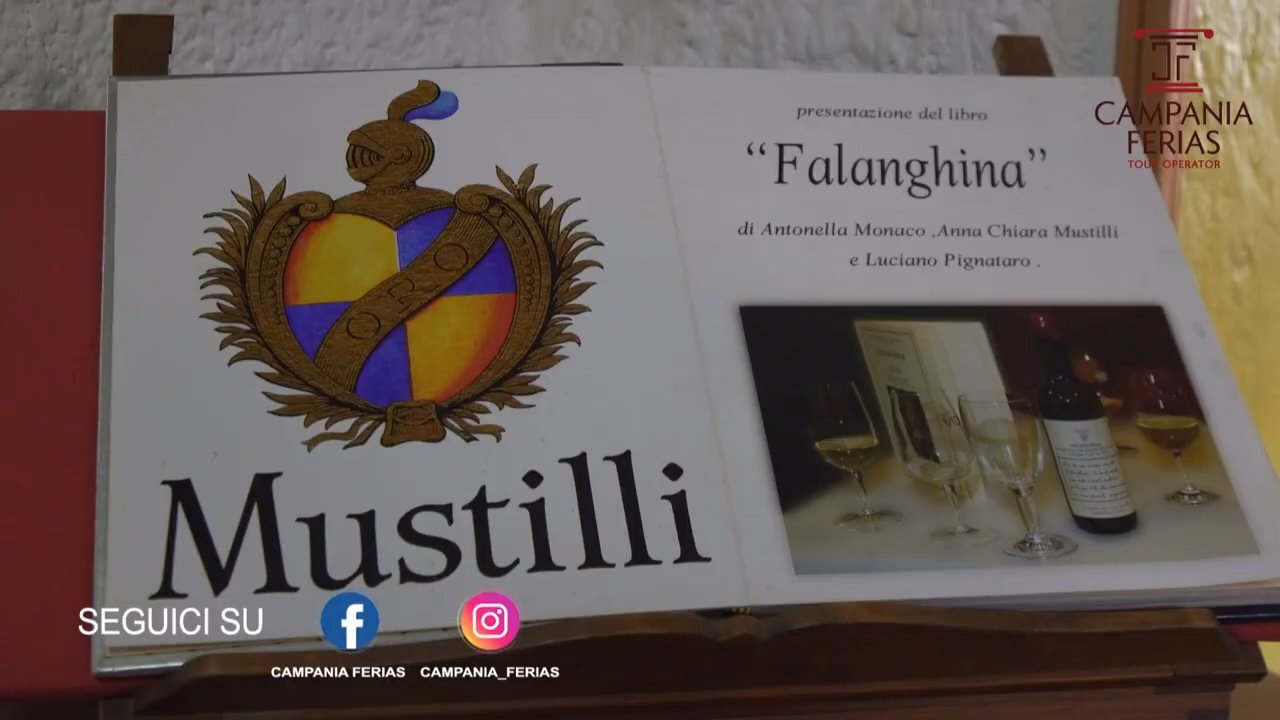 ORO
Mustilli
presentazione del libro
“Falanghina”
di Antonella Monaco ,Anna Chiara Mustilli
e Luciano Pignataro .
CAMPANIA
FERIAS
TOUR OPERATOR
SEGUICI SU
CAMPANIA FERIAS
CAMPANIA_FERIAS